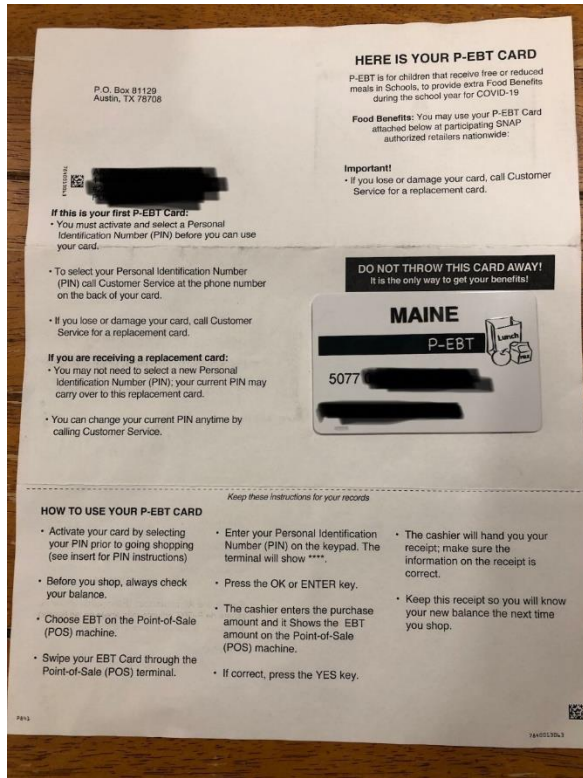 P.O. Box 81129
Austin, TX 78708
HERE IS YOUR P-EBT CARD
P-EBT is for children that receive free or reduced
meals in Schools, to provide extra Food Benefits
during the school year for COVID-19
Food Benefits: You may use your P-EBT Card
attached below at participating SNAP
authorized retailers nationwide:
Important!
• If you lose or damage your card, call Customer
Service for a replacement card.
If this is your first P-EBT Card:
• You must activate and select a Personal
Identification Number (PIN) before you can use
your card.
• To select your Personal Identification Number
(PIN) call Customer Service at the phone number
on the back of your card.
• If you lose or damage your card, call Customer
Service for a replacement card.
If you are receiving a replacement card:
• You may not need to select a new Personal
Identification Number (PIN); your current PIN may
carry over to this replacement card.
• You can change your current PIN anytime by
calling Customer Service.
DO NOT THROW THIS CARD AWAY!
It is the only way to get your benefits!
MAINE
P-EBT
Lunch
5077
Keep these instructions for your records
HOW TO USE YOUR P-EBT CARD
• Activate your card by selecting
your PIN prior to going shopping
(see insert for PIN instructions)
• Before you shop, always check
your balance.
• Choose EBT on the Point-of-Sale
(POS) machine.
• Swipe your EBT Card through the
Point-of-Sale (POS) terminal.
• Enter your Personal Identification
Number (PIN) on the keypad. The
terminal will show ****.
• Press the OK or ENTER key.
• The cashier enters the purchase
amount and it Shows the EBT
amount on the Point-of-Sale
(POS) machine.
• If correct, press the YES key.
• The cashier will hand you your
receipt; make sure the
information on the receipt is
correct.
• Keep this receipt so you will know
your new balance the next time
you shop.